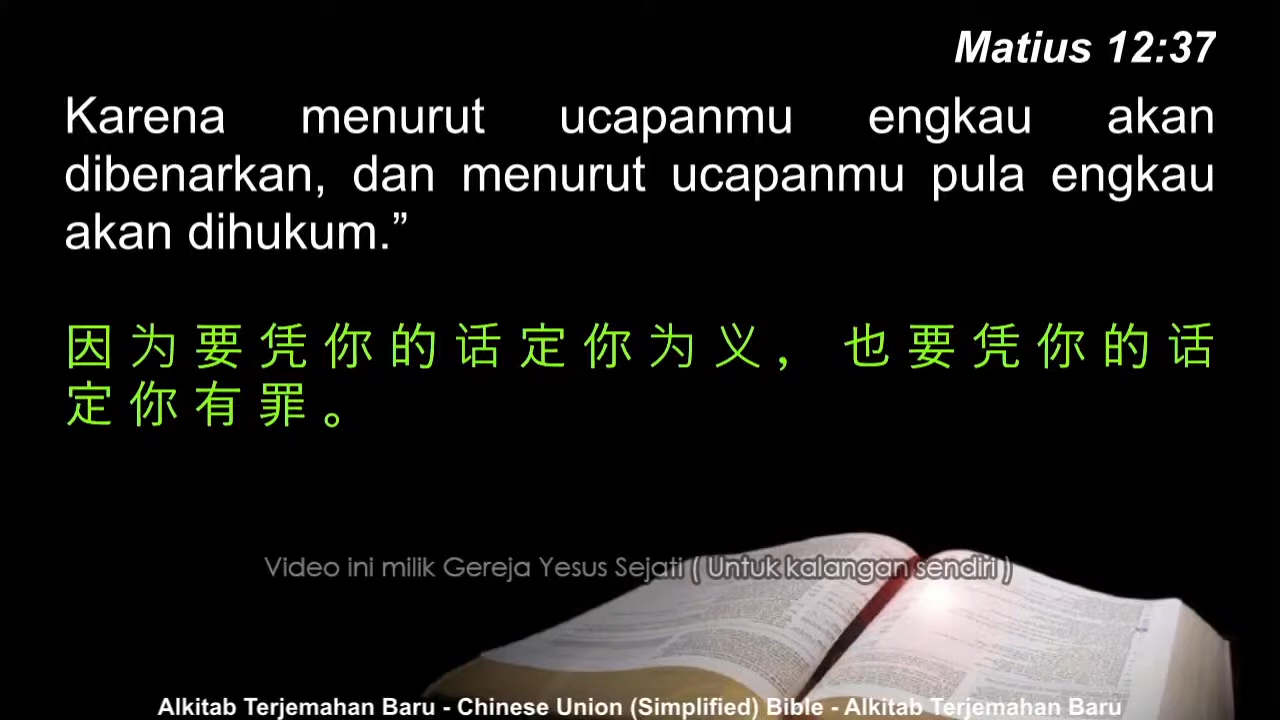 Matius 12:37
Karena menurut ucapanmu engkau akan
dibenarkan, dan menurut ucapanmu pula engkau
akan dihukum.”
因为要凭你的话定你为义，也要凭你的话
定你有罪。
Video ini milik Gereja Yesus Sejati ( Untuk kalangan sendiri )
Alkitab Terjemahan Baru - Chinese Union (Simplified) Bible - Alkitab Terjemahan Baru